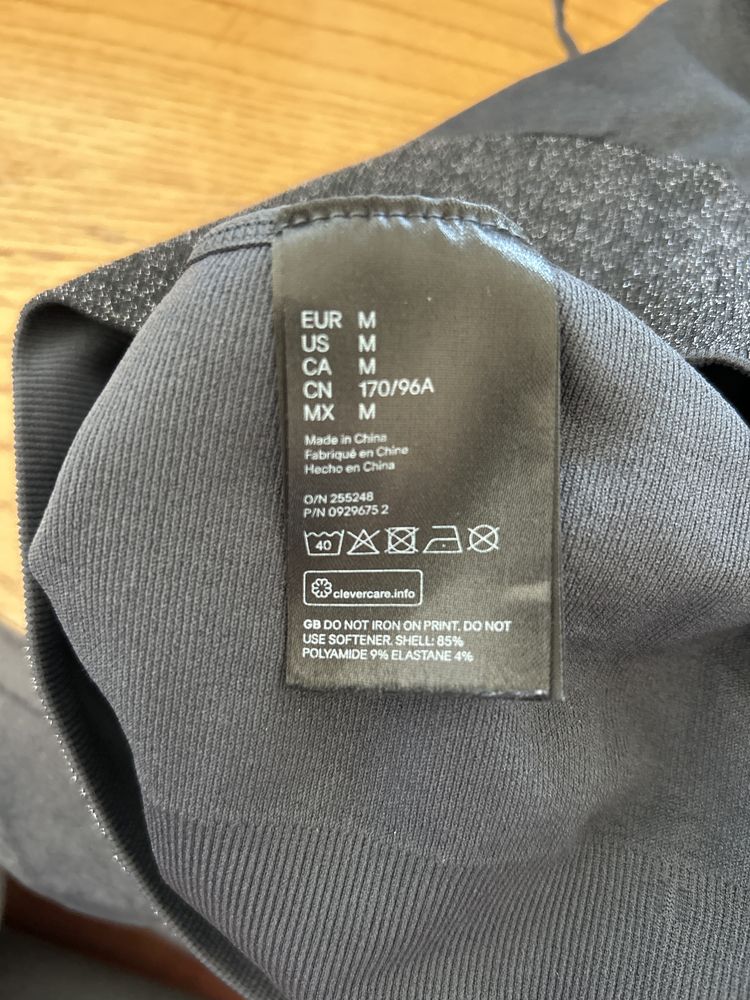 EUR M
US M
CA M
CN 170/96A
MX M
Made in China
Fabriqué en Chine
Hecho en China
O/N 255248
P/N 0929675 2
40
clevercare.info
GB DO NOT IRON ON PRINT. DO NOT
USE SOFTENER. SHELL: 85%
POLYAMIDE 9% ELASTANE 4%